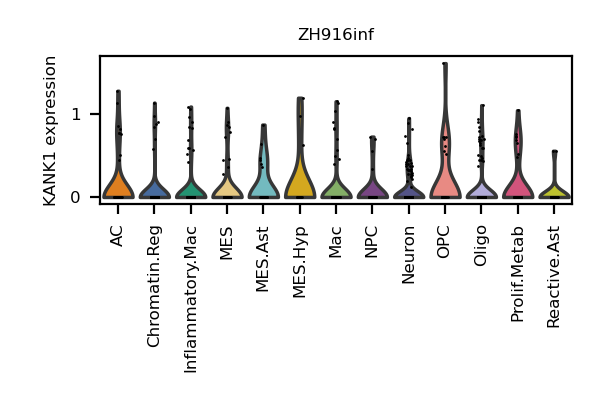 ZH916inf
KANK1 expression
1
0
AC
Chromatin.Reg
Inflammatory.Mac
MES
MES.Ast
MES.Hyp
Mac
NPC
Neuron
OPC
Oligo
Prolif.Metab
Reactive.Ast